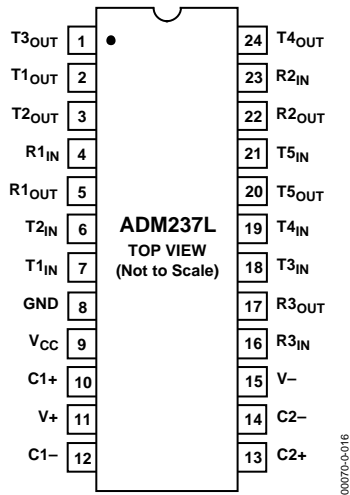 T3OUT 1 24 T4OUT
T1OUT 2 23 R2IN
T2OUT 3 22 R2OUT
R1IN 4 21 T5IN
R1OUT 5 20 T5OUT
T2IN 6 ADM237L 19 T4IN
TOP VIEW
(Not to Scale)
T1IN 7 18 T3IN
GND 8 17 R3OUT
VCC 9 16 R3IN
C1+ 10 15 V–
V+ 11 14 C2–
C1– 12 13 C2+
00070-0-016